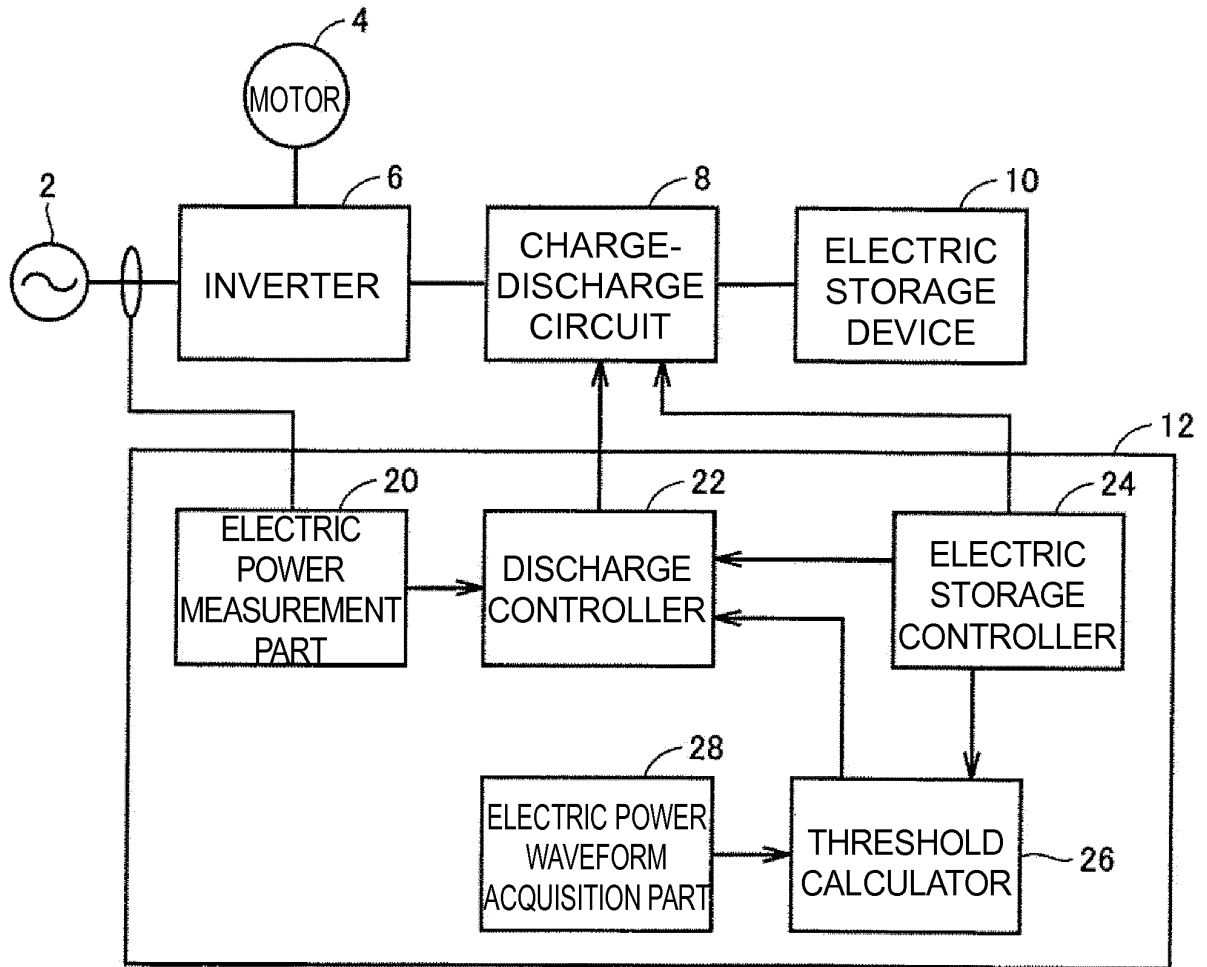 4
MOTOR
2
6
INVERTER
8
CHARGE-
DISCHARGE
CIRCUIT
10
ELECTRIC
STORAGE
DEVICE
12
20
ELECTRIC
POWER
MEASUREMENT
PART
22
DISCHARGE
CONTROLLER
24
ELECTRIC
STORAGE
CONTROLLER
28
ELECTRIC POWER
WAVEFORM
ACQUISITION PART
THRESHOLD
CALCULATOR
26